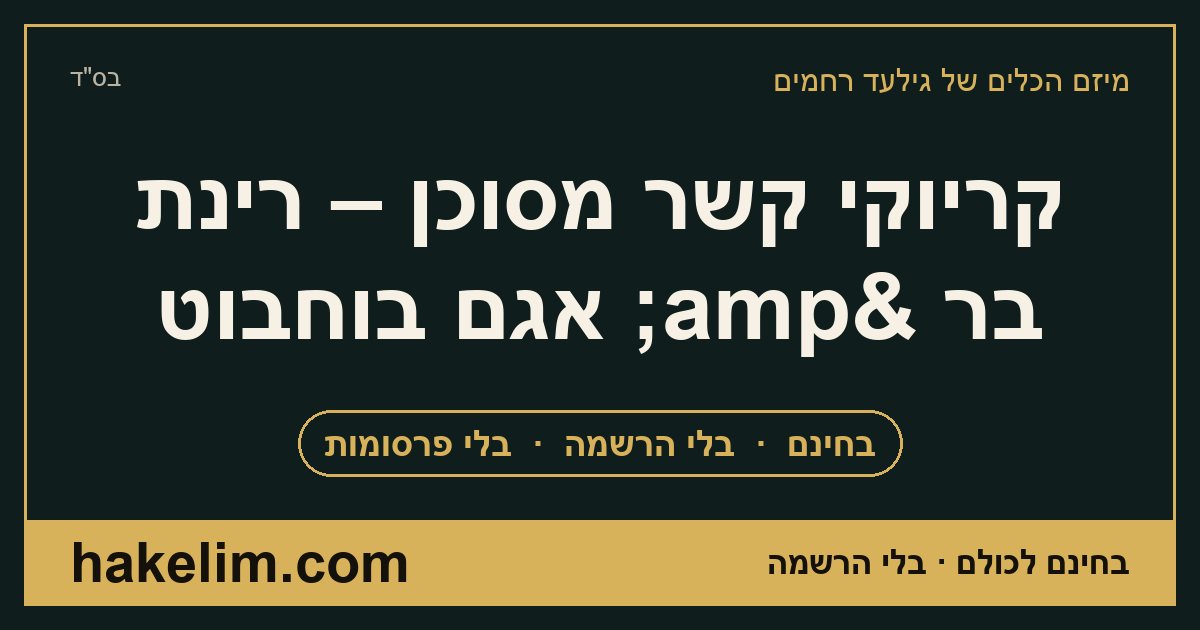 מיזם הכלים של גילעד רחמים
בס"ד
קריוקי קשר מסוכן – רינת
בר &amp; אגם בוחבוט
בחינם · בלי הרשמה · בלי פרסומות
בחינם לכולם · בלי הרשמה
hakelim.com